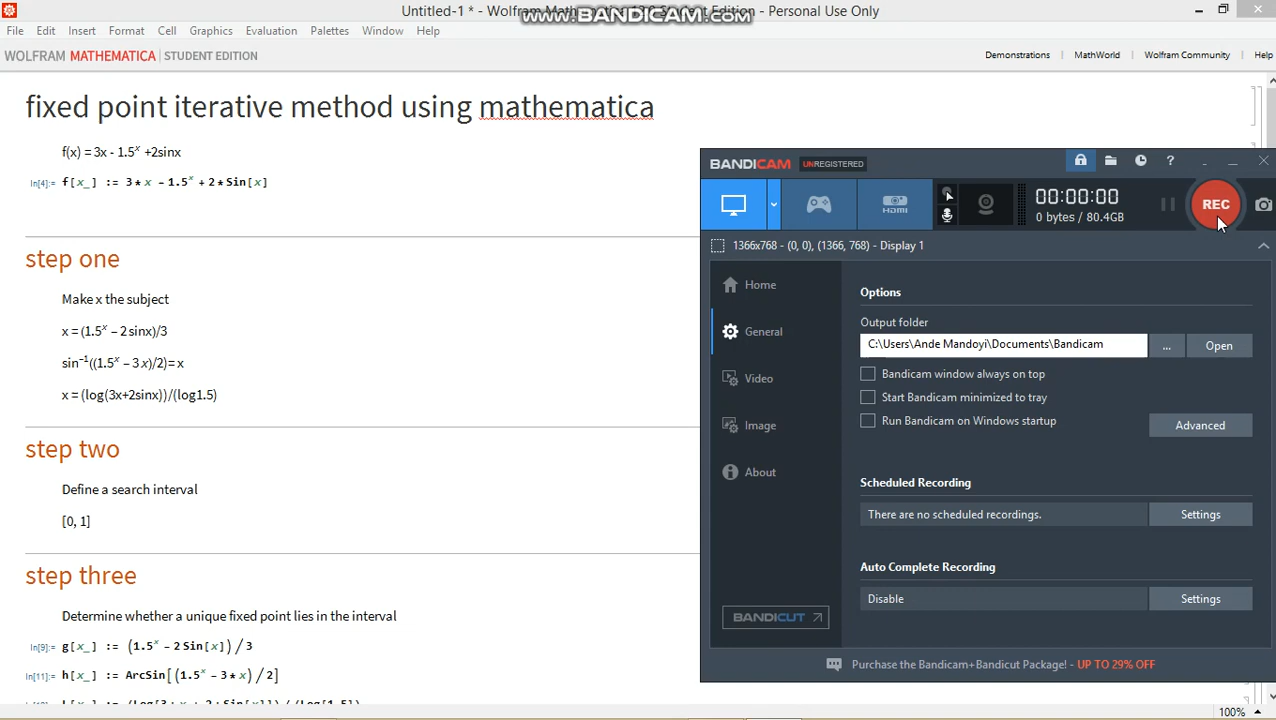 Untitled-1 * - Wolfram Mathematica Student Edition - Personal Use Only
www.BANDICAM.com
File Edit Insert Format Cell Graphics Evaluation Palettes Window Help
WOLFRAM MATHEMATICA | STUDENT EDITION
Demonstrations MathWorld Wolfram Community Help
fixed point iterative method using mathematica
f(x) = 3x - 1.5ˣ +2sinx
In[4]:= f[x_] := 3*x - 1.5ˣ + 2*Sin[x]
step one
Make x the subject
x = (1.5ˣ – 2 sinx)/3
sin⁻¹((1.5ˣ – 3 x)/2)= x
x = (log(3x+2sinx))/(log1.5)
step two
Define a search interval
[0, 1]
step three
Determine whether a unique fixed point lies in the interval
In[9]:= g[x_] := (1.5ˣ - 2 Sin[x]) / 3
In[11]:= h[x_] := ArcSin[(1.5ˣ - 3*x) / 2]
100%
BANDICAM UNREGISTERED
HDMI
00:00:00
0 bytes / 80.4GB
REC
1366x768 - (0, 0), (1366, 768) - Display 1
Home
General
Video
Image
About
BANDICUT
Options
Output folder
C:\Users\Ande Mandoyi\Documents\Bandicam ... Open
Bandicam window always on top
Start Bandicam minimized to tray
Run Bandicam on Windows startup
Advanced
Scheduled Recording
There are no scheduled recordings. Settings
Auto Complete Recording
Disable Settings
Purchase the Bandicam+Bandicut Package! - UP TO 29% OFF